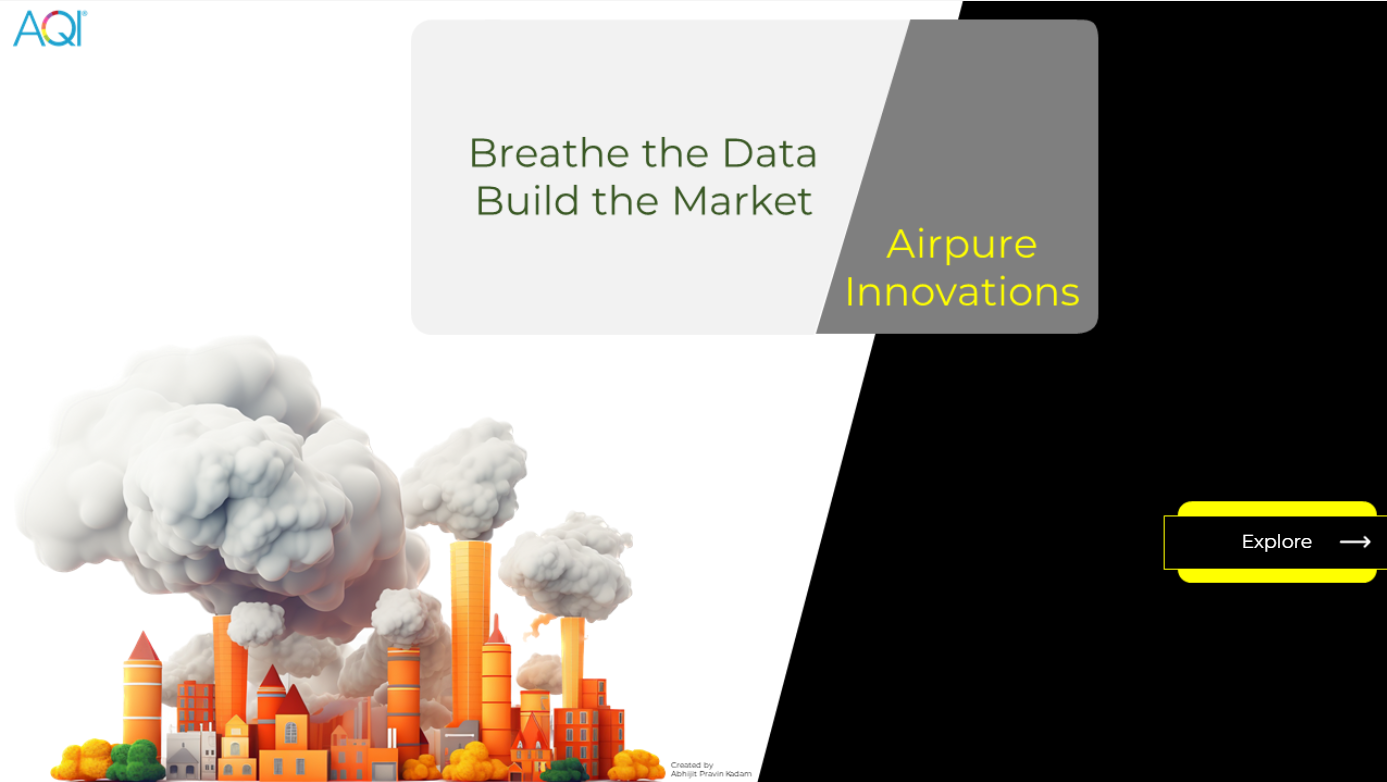 AQI
Breathe the Data
Build the Market
Airpure
Innovations
Explore
Created by
Abhijit Pravin Kadam